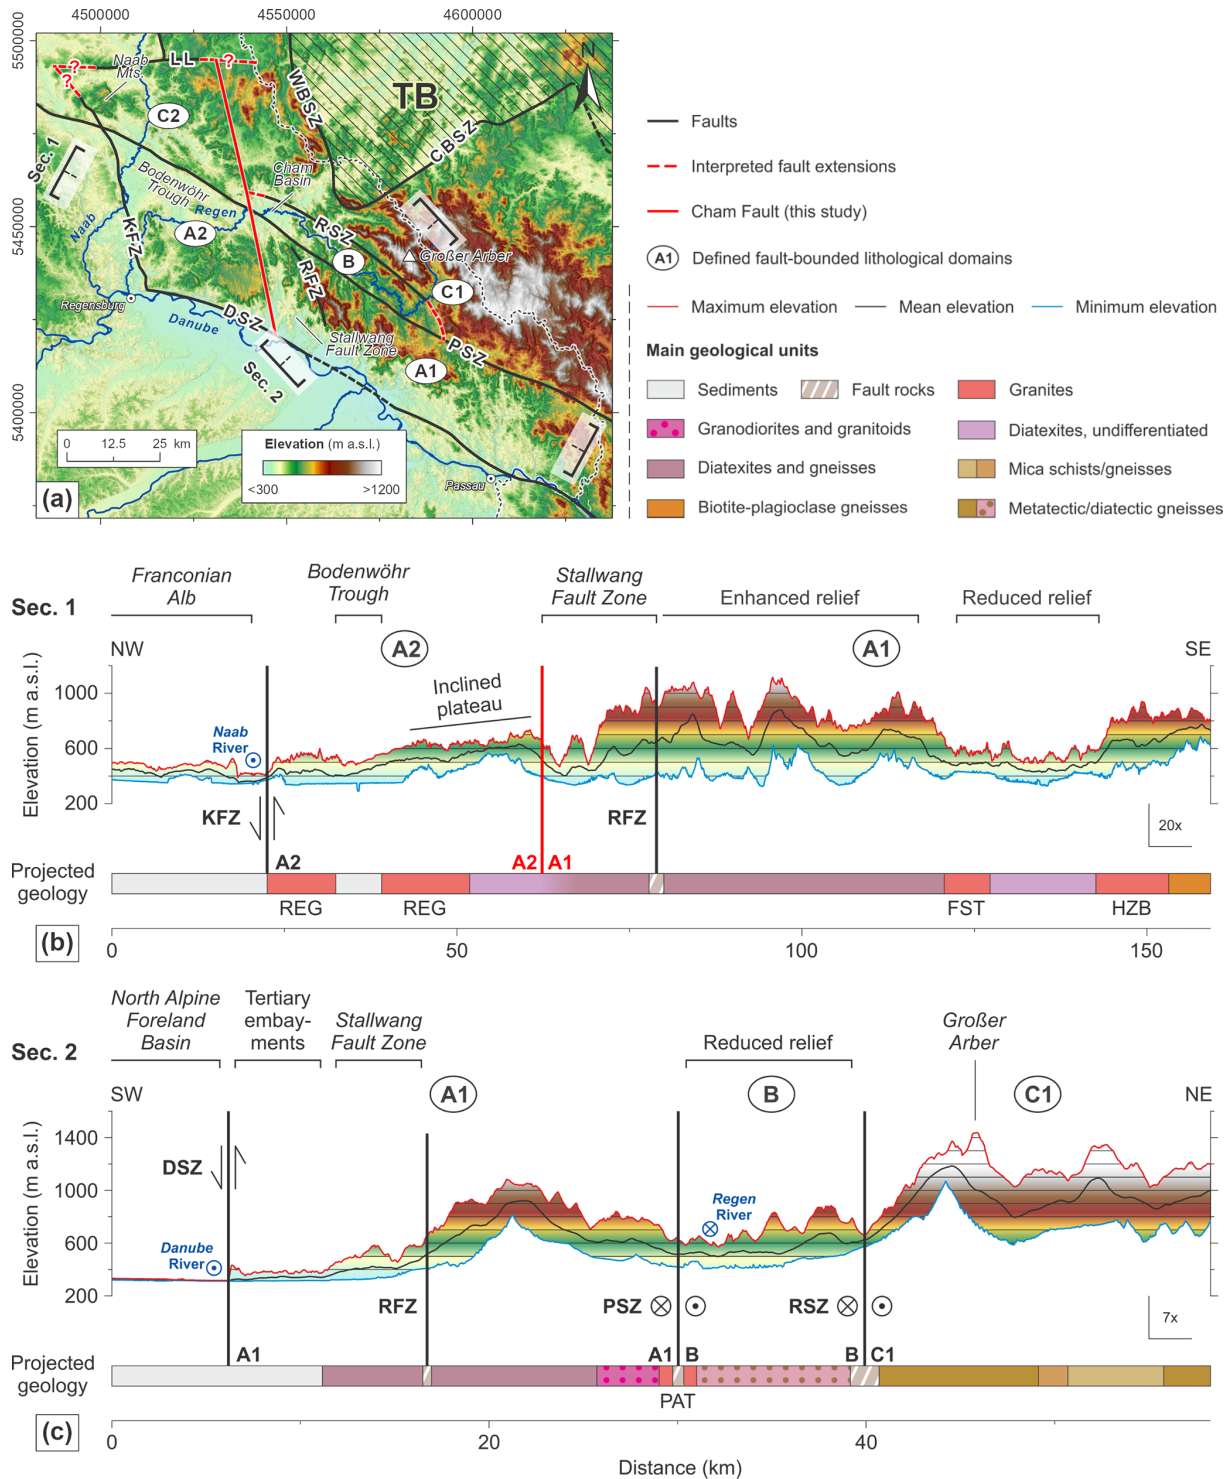 4500000
4550000
4600000
5500000
5450000
5400000
Naab
Mts.
LL
?
?
?
WBSZ
TB
N
C2
CBSZ
Sec. 1
Bodenwöhr
Trough
Cham
Basin
Regen
Naab
KFZ
A2
RSZ
B
RFZ
Großer Arber
C1
Regensburg
Danube
DSZ
Stallwang
Fault Zone
PSZ
A1
Sec. 2
0 12.5 25 km
Elevation (m a.s.l.)
<300 >1200
Passau
(a)
Faults
Interpreted fault extensions
Cham Fault (this study)
A1 Defined fault-bounded lithological domains
Maximum elevation Mean elevation Minimum elevation
Main geological units
Sediments Fault rocks Granites
Granodiorites and granitoids Diatexites, undifferentiated
Diatexites and gneisses Mica schists/gneisses
Biotite-plagioclase gneisses Metatectic/diatectic gneisses
Sec. 1
Franconian
Alb
Bodenwöhr
Trough
Stallwang
Fault Zone
Enhanced relief
Reduced relief
NW
A2
A1
SE
Elevation (m a.s.l.)
1000
600
200
Naab
River
Inclined
plateau
KFZ
RFZ
20x
Projected
geology
A2
A2 A1
REG
REG
FST
HZB
(b)
0 50 100 150
Sec. 2
North Alpine
Foreland
Basin
Tertiary
embay-
ments
Stallwang
Fault Zone
Reduced relief
Großer
Arber
SW
A1
B
C1
NE
Elevation (m a.s.l.)
1400
1000
600
200
DSZ
Danube
River
Regen
River
RFZ
PSZ
RSZ
7x
Projected
geology
A1
A1 B
B C1
PAT
(c)
0 20 40
Distance (km)